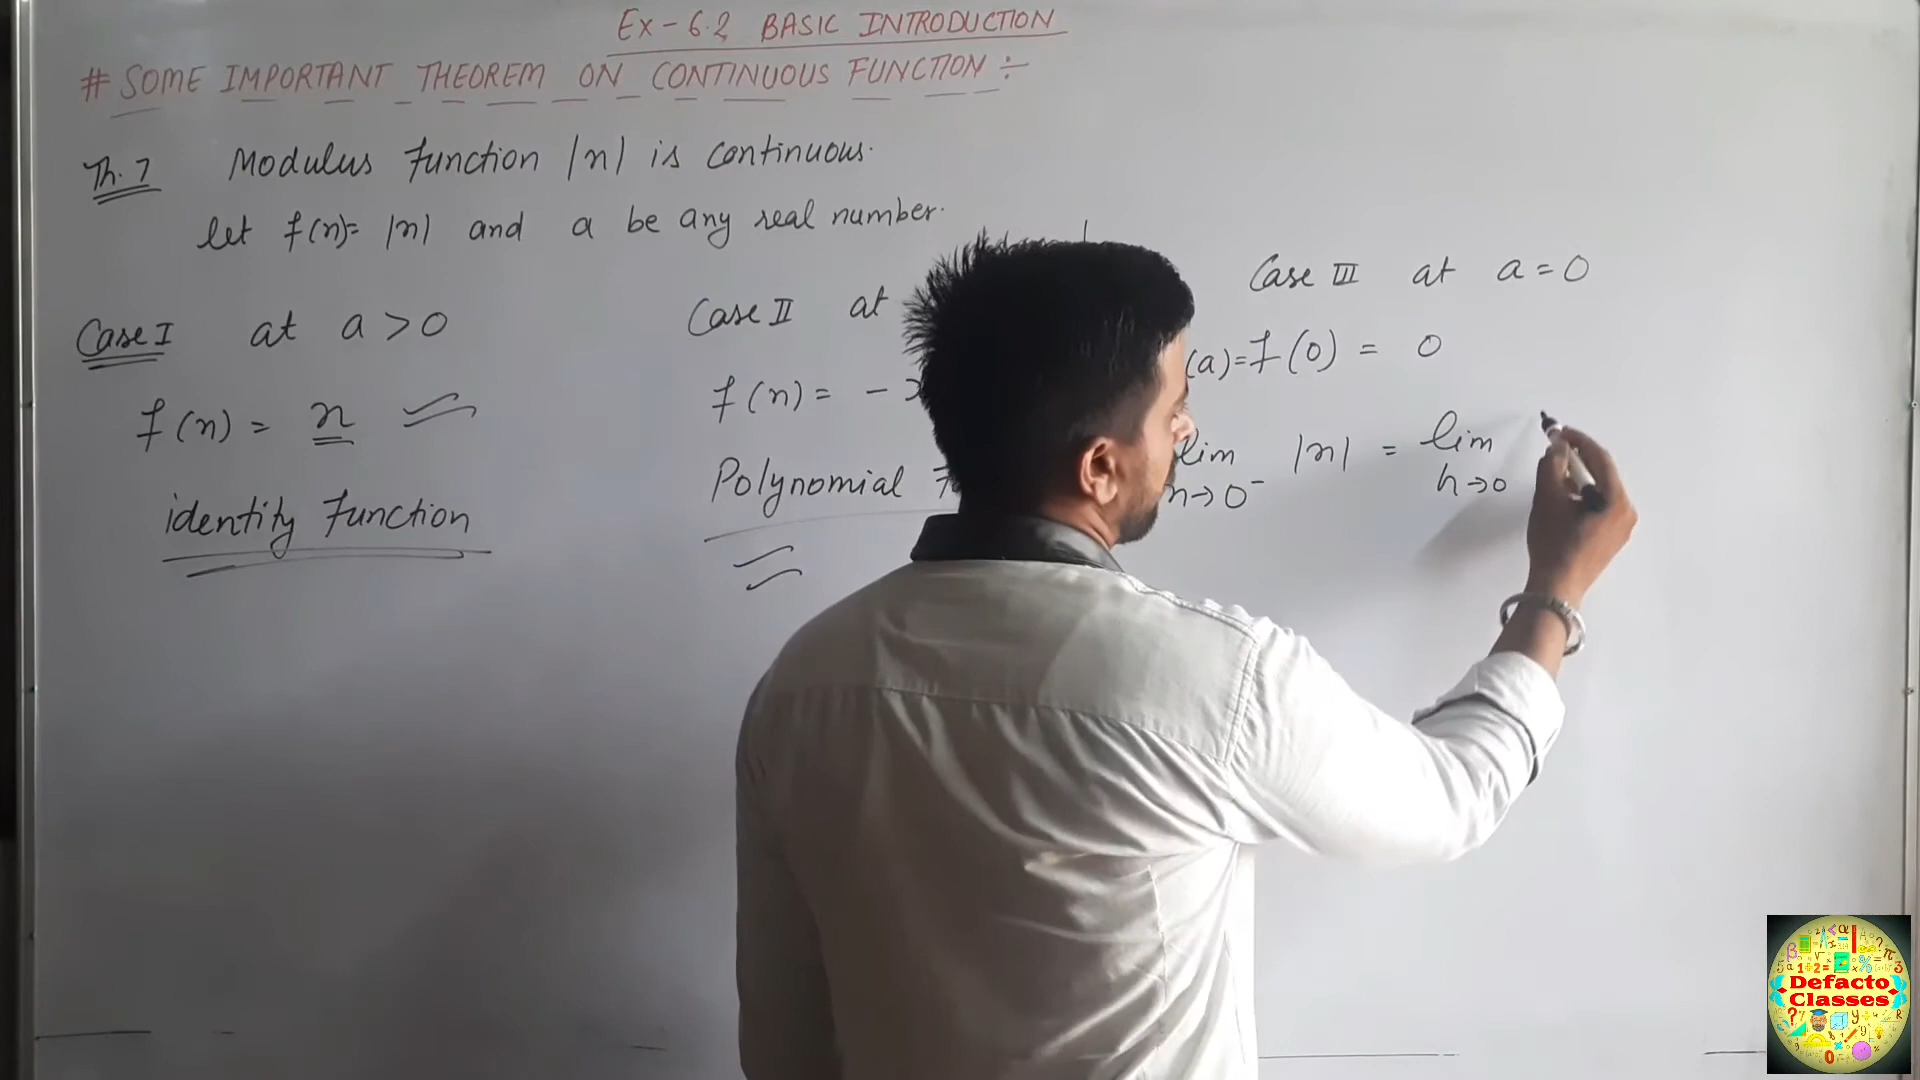 Ex - 6.2 BASIC INTRODUCTION
# SOME IMPORTANT THEOREM ON CONTINUOUS FUNCTION :-
Th. 7 Modulus function |x| is continuous.
let f(x)= |x| and a be any real number.
Case I at a > 0
f(x) = x
identity function
Case II at
f(x) = -x
Polynomial
Case III at a = 0
(a)=f(0) = 0
lim |x| = lim
x→0⁻ h→0
Defacto
Classes